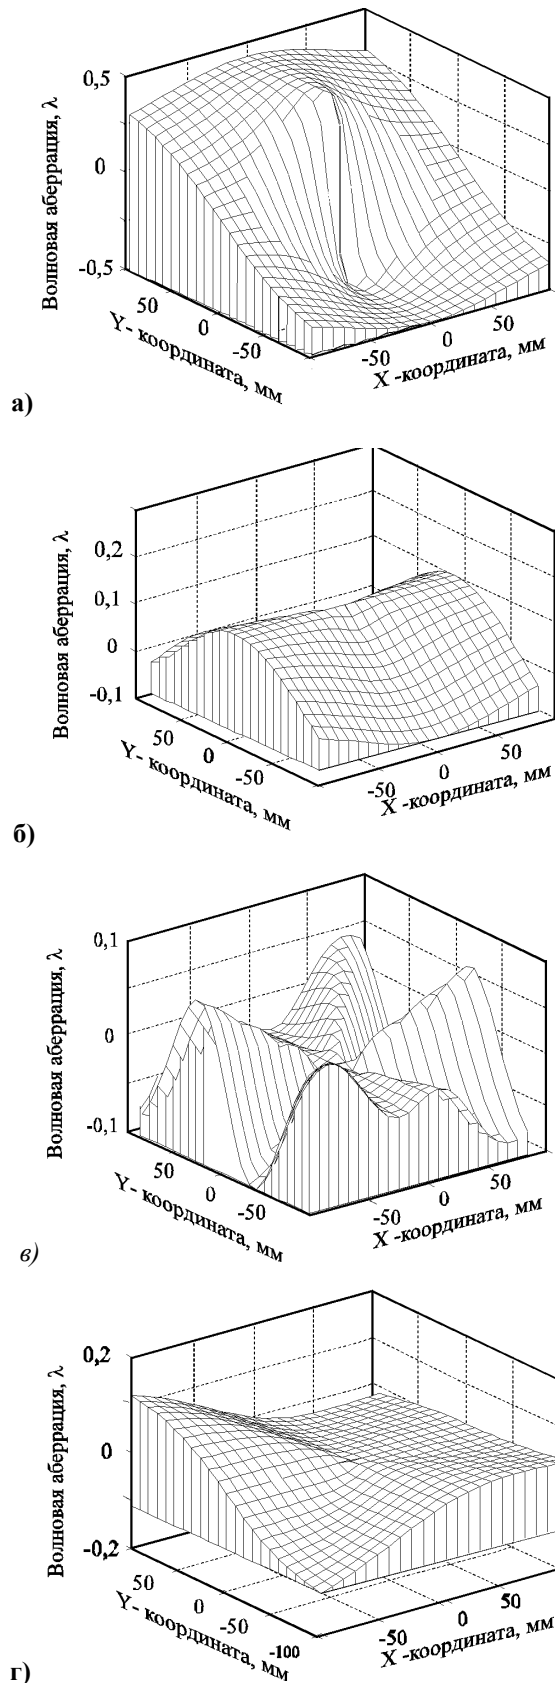 0,5
0
-0,5
Волновая аберрация, λ
50
0
-50
Y- координата, мм
-50
0
50
X -координата, мм
а)
0,2
0,1
0
-0,1
Волновая аберрация, λ
50
0
-50
Y- координата, мм
-50
0
50
X -координата, мм
б)
0,1
0
-0,1
Волновая аберрация, λ
50
0
-50
Y- координата, мм
-50
0
50
X -координата, мм
в)
0,2
0
-0,2
Волновая аберрация, λ
50
0
-50
-100
Y- координата, мм
-50
0
50
X -координата, мм
г)